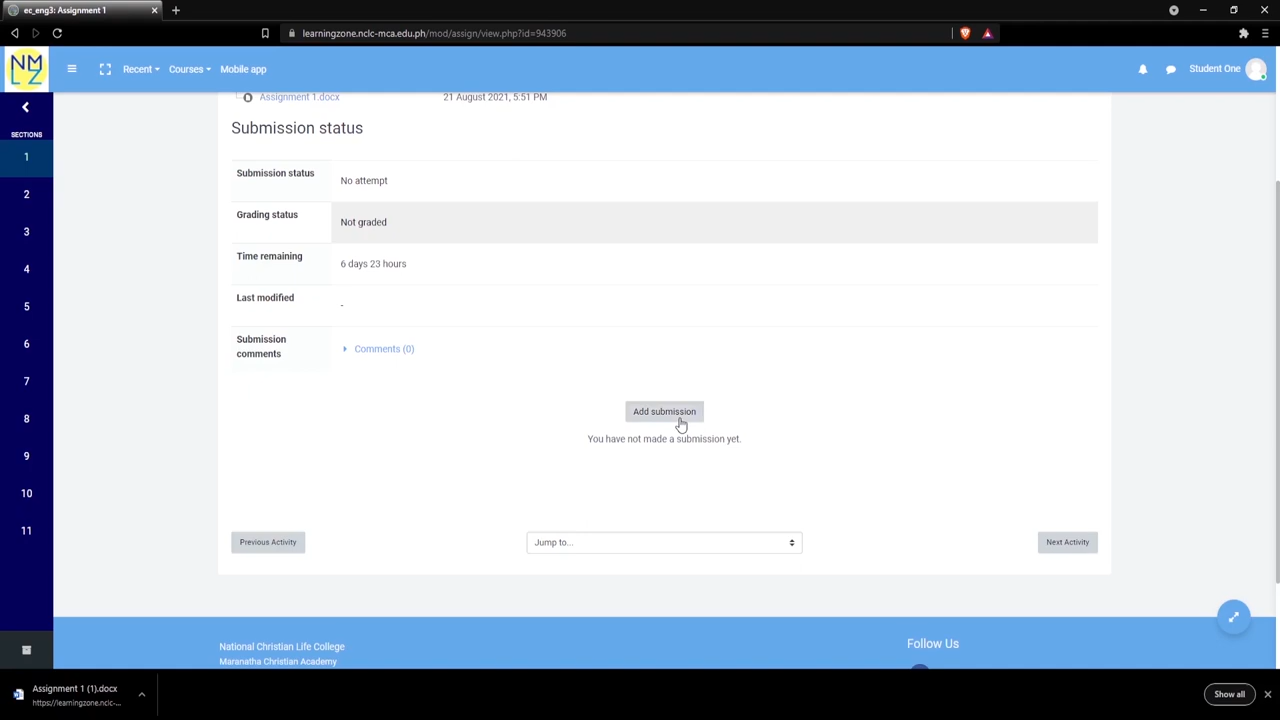 ec_eng3: Assignment 1
learningzone.nclc-mca.edu.ph/mod/assign/view.php?id=943906
NM
LZ
Recent
Courses
Mobile app
Student One
SECTIONS
1
2
3
4
5
6
7
8
9
10
11
Assignment 1.docx
21 August 2021, 5:51 PM
Submission status
Submission status
No attempt
Grading status
Not graded
Time remaining
6 days 23 hours
Last modified
-
Submission
comments
Comments (0)
Add submission
You have not made a submission yet.
Previous Activity
Jump to...
Next Activity
National Christian Life College
Maranatha Christian Academy
Follow Us
Assignment 1 (1).docx
https://learningzone.nclc-...
Show all